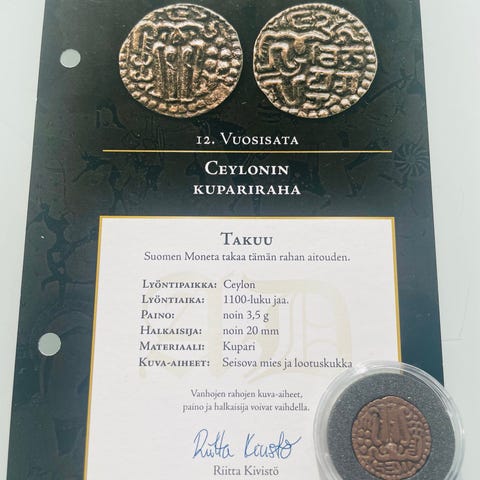 12. Vuosisata
Ceylonin
kupariraha
Takuu
Suomen Moneta takaa tämän rahan aitouden.
Lyöntipaikka: Ceylon
Lyöntiaika: 1100-luku jaa.
Paino: noin 3,5 g
Halkaisija: noin 20 mm
Materiaali: Kupari
Kuva-aiheet: Seisova mies ja lootuskukka
Vanhojen rahojen kuva-aiheet,
paino ja halkaisija voivat vaihdella.
Riitta Kivistö
Riitta Kivistö